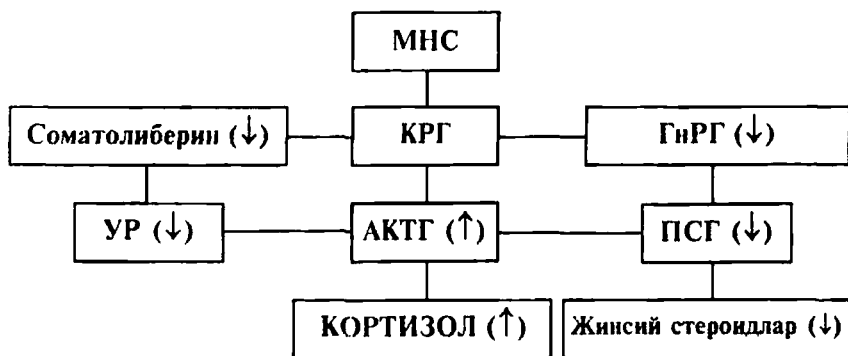 МНС
Соматолиберин (↓) КРГ ГнРГ (↓)
УР (↓) АКТГ (↑) ПСГ (↓)
КОРТИЗОЛ (↑) Жинсий стероидлар (↓)